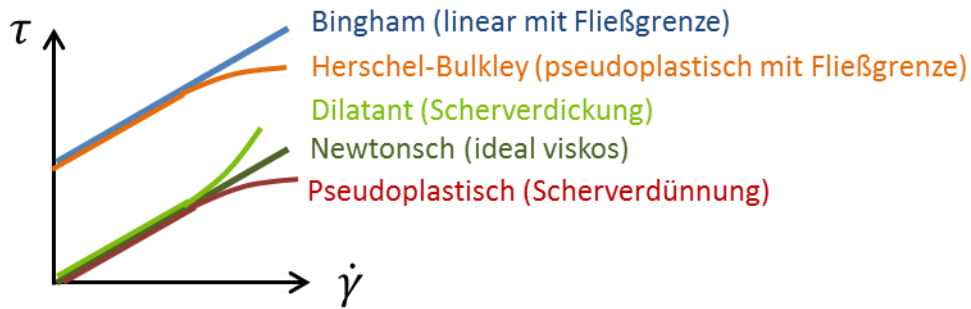 τ
Bingham (linear mit Fließgrenze)
Herschel-Bulkley (pseudoplastisch mit Fließgrenze)
Dilatant (Scherverdickung)
Newtonsch (ideal viskos)
Pseudoplastisch (Scherverdünnung)
γ̇